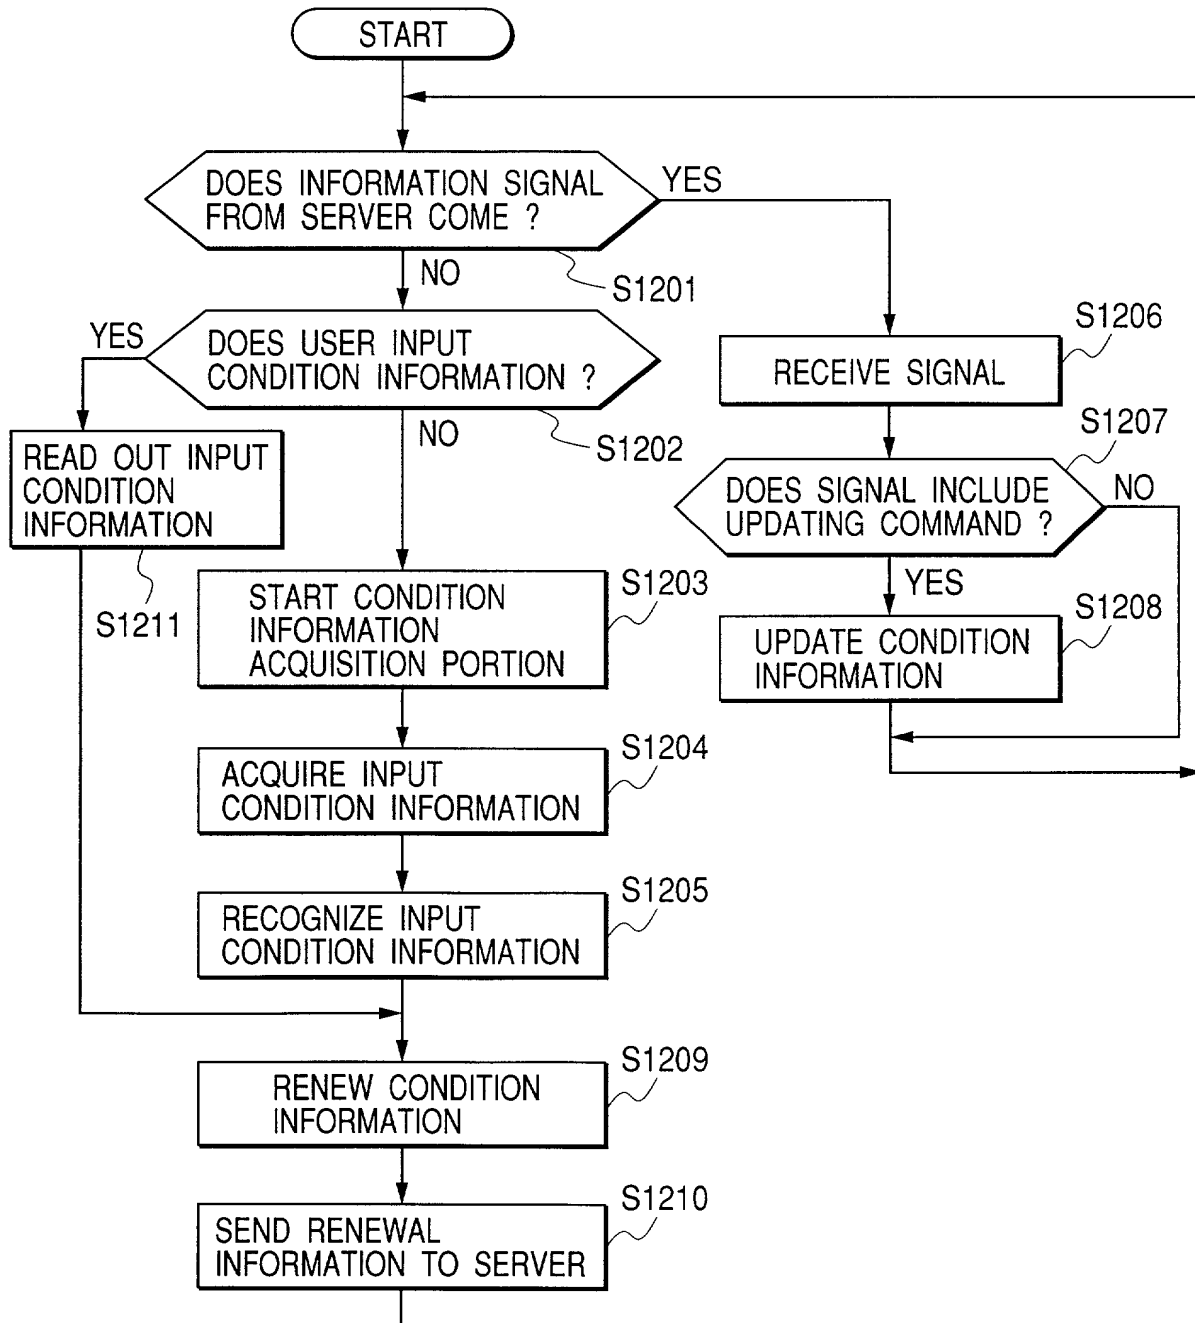 START
DOES INFORMATION SIGNAL
FROM SERVER COME ?
YES
NO
S1201
DOES USER INPUT
CONDITION INFORMATION ?
YES
NO
S1202
READ OUT INPUT
CONDITION
INFORMATION
S1211
START CONDITION
INFORMATION
ACQUISITION PORTION
S1203
ACQUIRE INPUT
CONDITION INFORMATION
S1204
RECOGNIZE INPUT
CONDITION INFORMATION
S1205
RENEW CONDITION
INFORMATION
S1209
SEND RENEWAL
INFORMATION TO SERVER
S1210
RECEIVE SIGNAL
S1206
DOES SIGNAL INCLUDE
UPDATING COMMAND ?
S1207
NO
YES
UPDATE CONDITION
INFORMATION
S1208